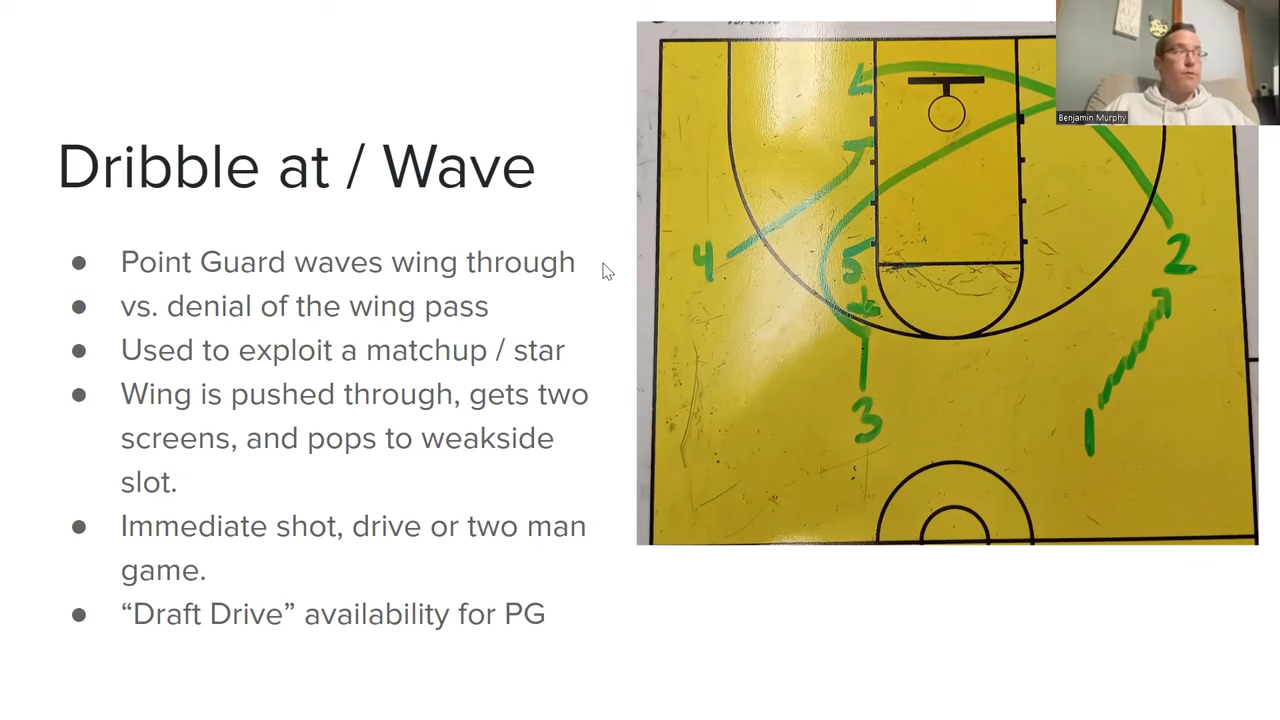 Dribble at / Wave
● Point Guard waves wing through
● vs. denial of the wing pass
● Used to exploit a matchup / star
● Wing is pushed through, gets two
screens, and pops to weakside
slot.
● Immediate shot, drive or two man
game.
● “Draft Drive” availability for PG
4
5
2
3
1
Benjamin Murphy